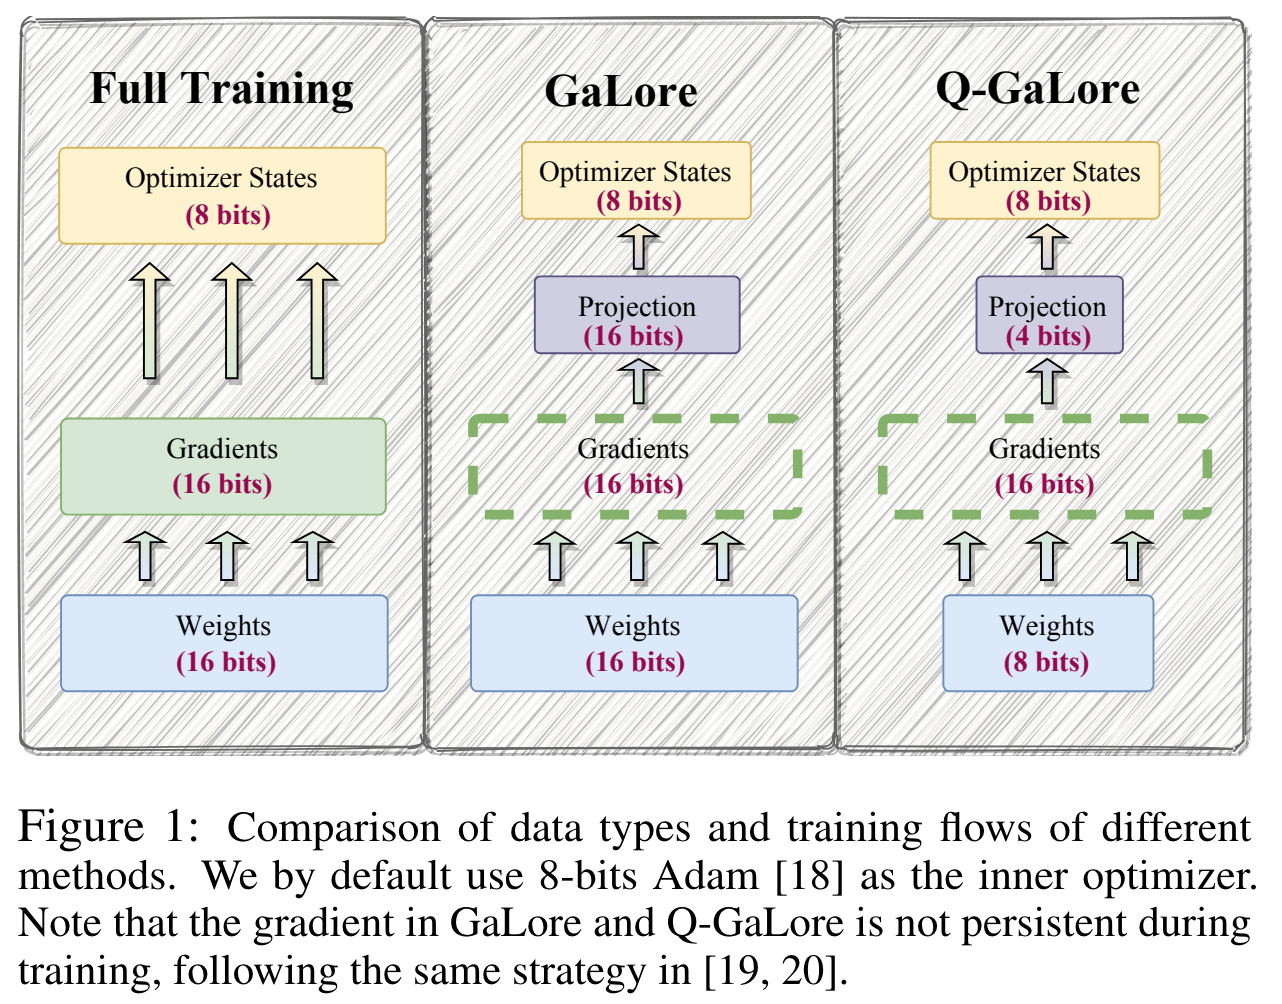 Full Training
Optimizer States
(8 bits)
Gradients
(16 bits)
Weights
(16 bits)
GaLore
Optimizer States
(8 bits)
Projection
(16 bits)
Gradients
(16 bits)
Weights
(16 bits)
Q-GaLore
Optimizer States
(8 bits)
Projection
(4 bits)
Gradients
(16 bits)
Weights
(8 bits)
Figure 1: Comparison of data types and training flows of different
methods. We by default use 8-bits Adam [18] as the inner optimizer.
Note that the gradient in GaLore and Q-GaLore is not persistent during
training, following the same strategy in [19, 20].